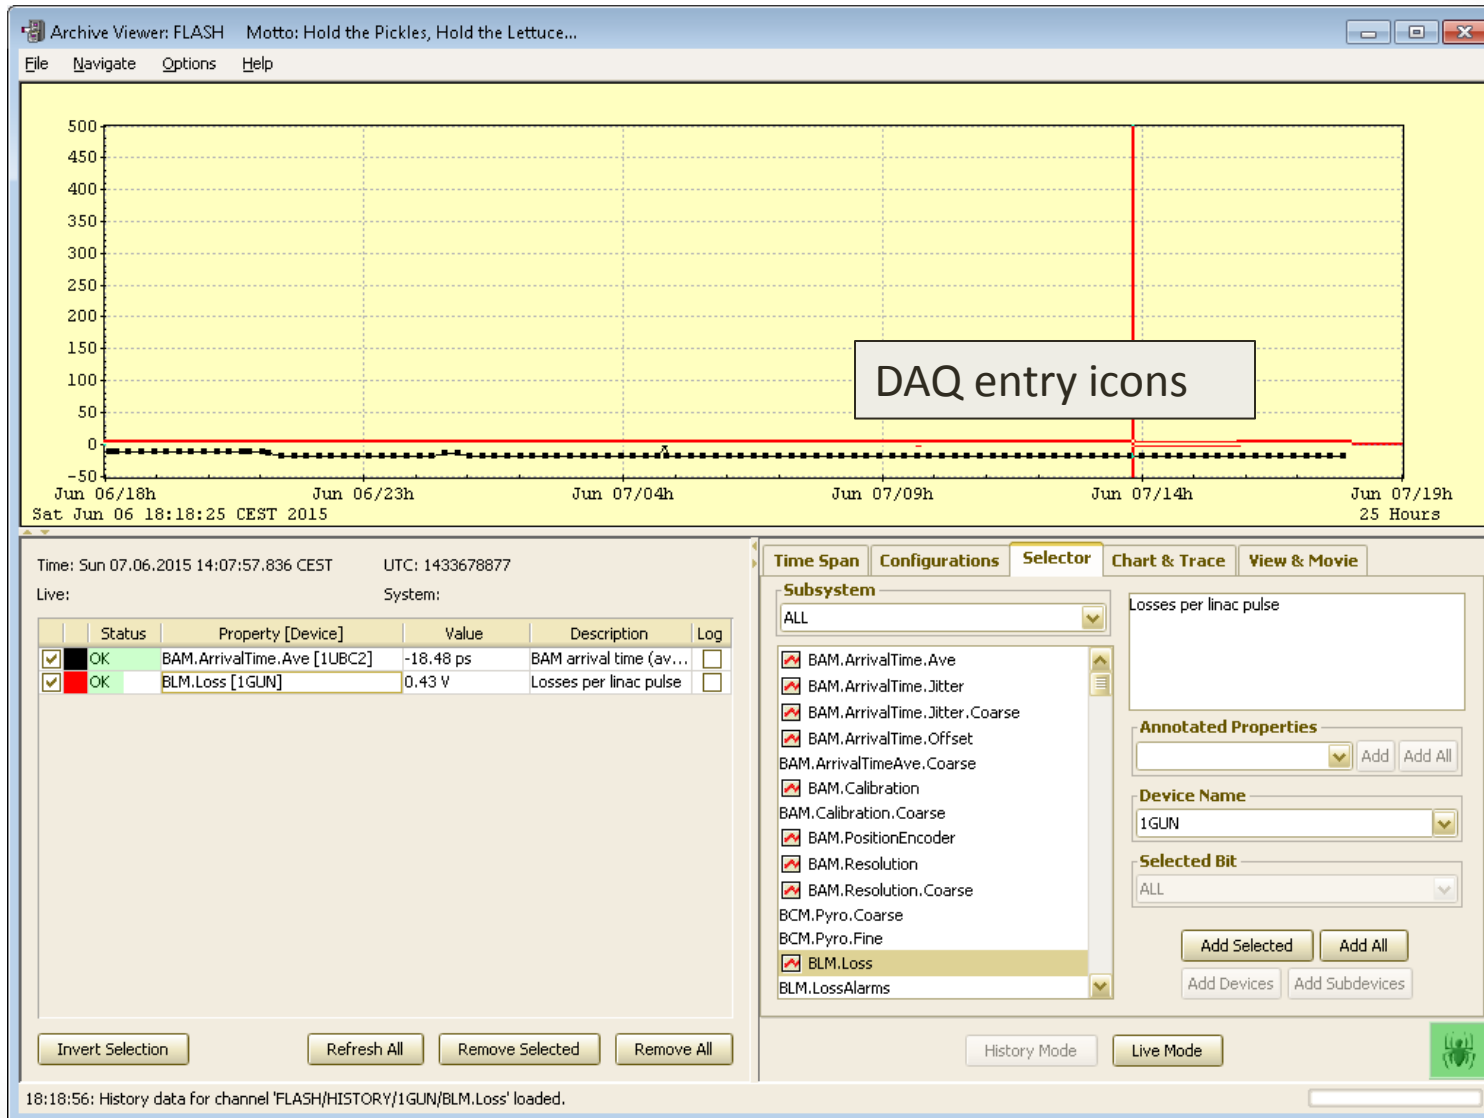 Archive Viewer: FLASH Motto: Hold the Pickles, Hold the Lettuce...
File Navigate Options Help
500
450
400
350
300
250
200
150
100
50
0
-50
DAQ entry icons
Jun 06/18h Jun 06/23h Jun 07/04h Jun 07/09h Jun 07/14h Jun 07/19h
Sat Jun 06 18:18:25 CEST 2015 25 Hours
Time: Sun 07.06.2015 14:07:57.836 CEST UTC: 1433678877
Live: System:
Status Property [Device] Value Description Log
OK BAM.ArrivalTime.Ave [1UBC2] -18.48 ps BAM arrival time (av...
OK BLM.Loss [1GUN] 0.43 V Losses per linac pulse
Invert Selection Refresh All Remove Selected Remove All
Time Span Configurations Selector Chart & Trace View & Movie
Subsystem
ALL
BAM.ArrivalTime.Ave
BAM.ArrivalTime.Jitter
BAM.ArrivalTime.Jitter.Coarse
BAM.ArrivalTime.Offset
BAM.ArrivalTimeAve.Coarse
BAM.Calibration
BAM.Calibration.Coarse
BAM.PositionEncoder
BAM.Resolution
BAM.Resolution.Coarse
BCM.Pyro.Coarse
BCM.Pyro.Fine
BLM.Loss
BLM.LossAlarms
Losses per linac pulse
Annotated Properties
Add Add All
Device Name
1GUN
Selected Bit
ALL
Add Selected Add All
Add Devices Add Subdevices
History Mode Live Mode
18:18:56: History data for channel 'FLASH/HISTORY/1GUN/BLM.Loss' loaded.